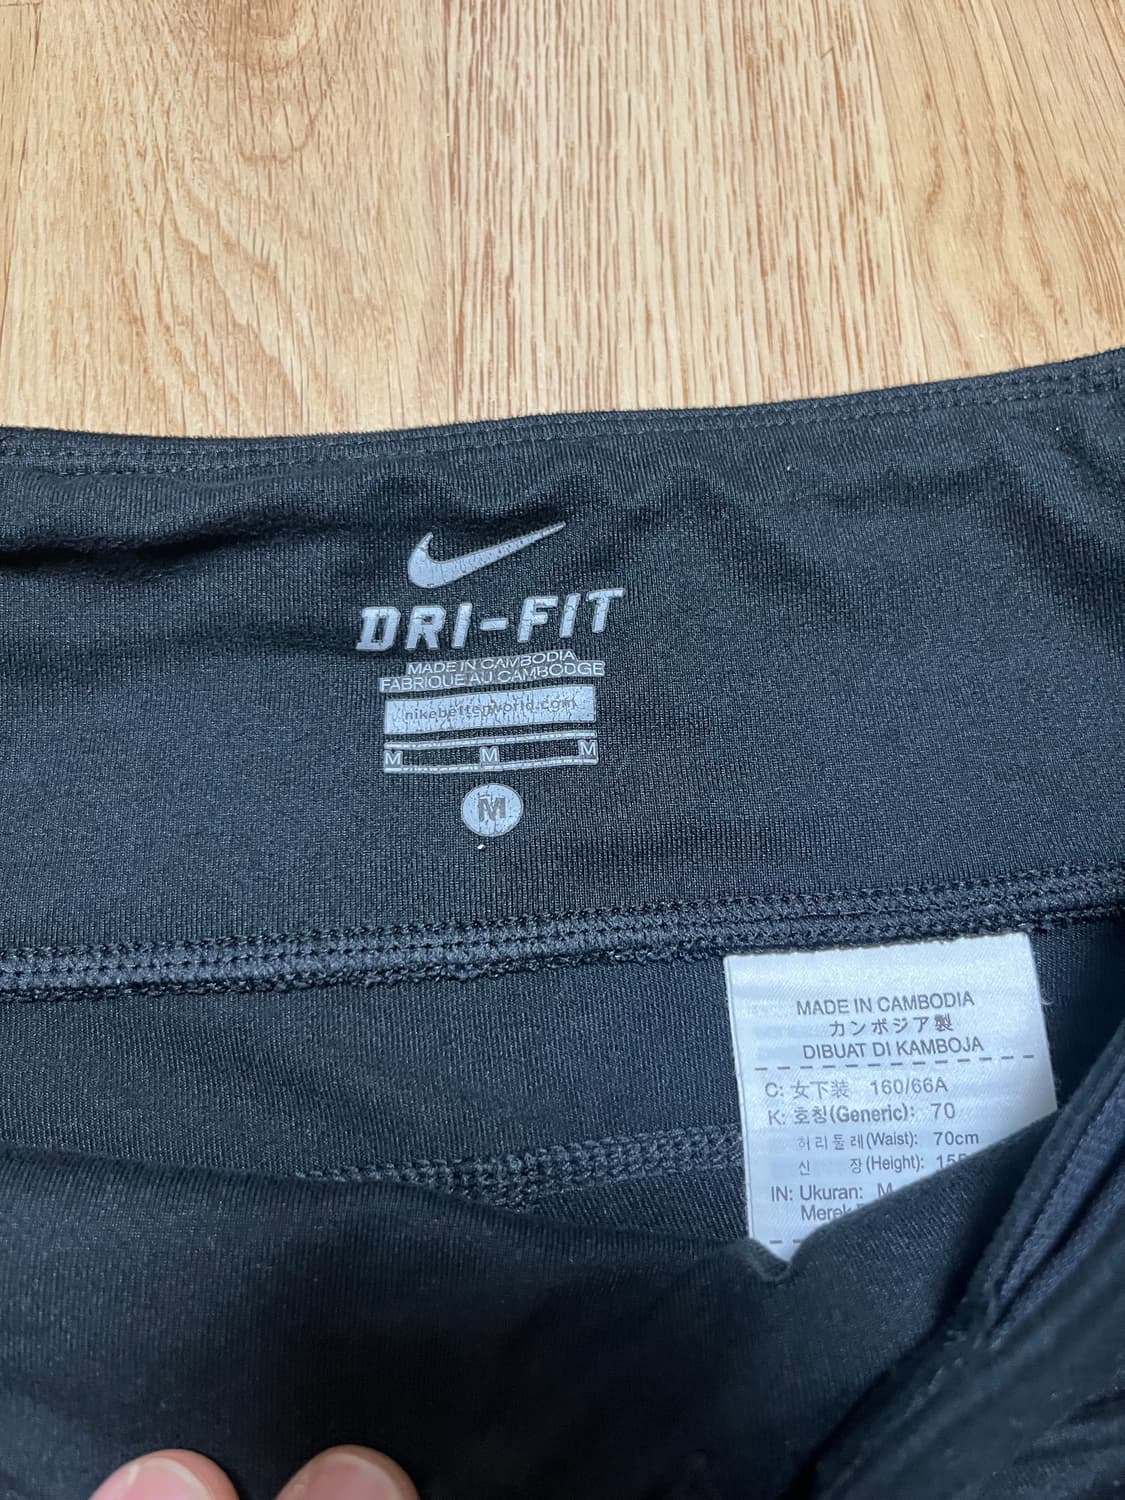 DRI-FIT
MADE IN CAMBODIA
FABRIQUE AU CAMBODGE
nikebetterworld.com
M M M
M
MADE IN CAMBODIA
カンボジア製
DIBUAT DI KAMBOJA
C: 女下装 160/66A
K: 호칭(Generic): 70
허리둘레(Waist): 70cm
신 장(Height): 155
IN: Ukuran: M
Merek